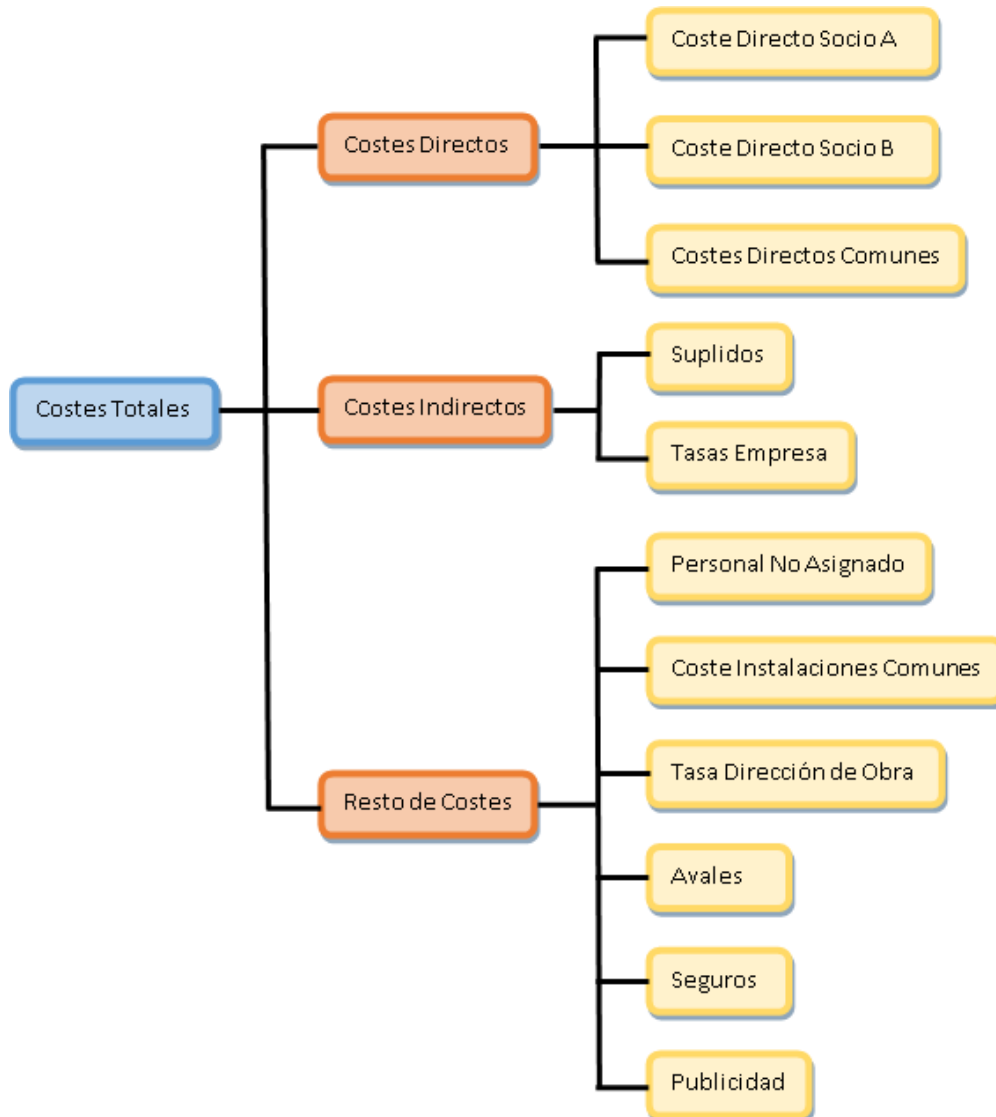 Coste Directo Socio A
Costes Directos
Coste Directo Socio B
Costes Directos Comunes
Suplidos
Costes Totales
Costes Indirectos
Tasas Empresa
Personal No Asignado
Coste Instalaciones Comunes
Tasa Dirección de Obra
Resto de Costes
Avales
Seguros
Publicidad